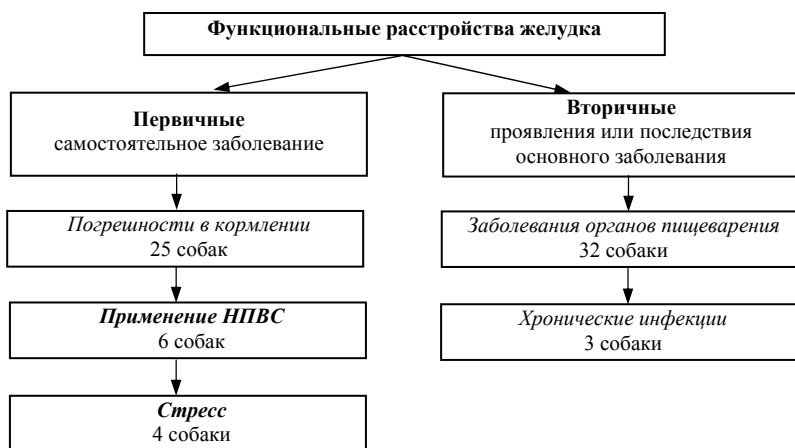 Функциональные расстройства желудка
Первичные
самостоятельное заболевание
Вторичные
проявления или последствия
основного заболевания
Погрешности в кормлении
25 собак
Заболевания органов пищеварения
32 собаки
Применение НПВС
6 собак
Хронические инфекции
3 собаки
Стресс
4 собаки